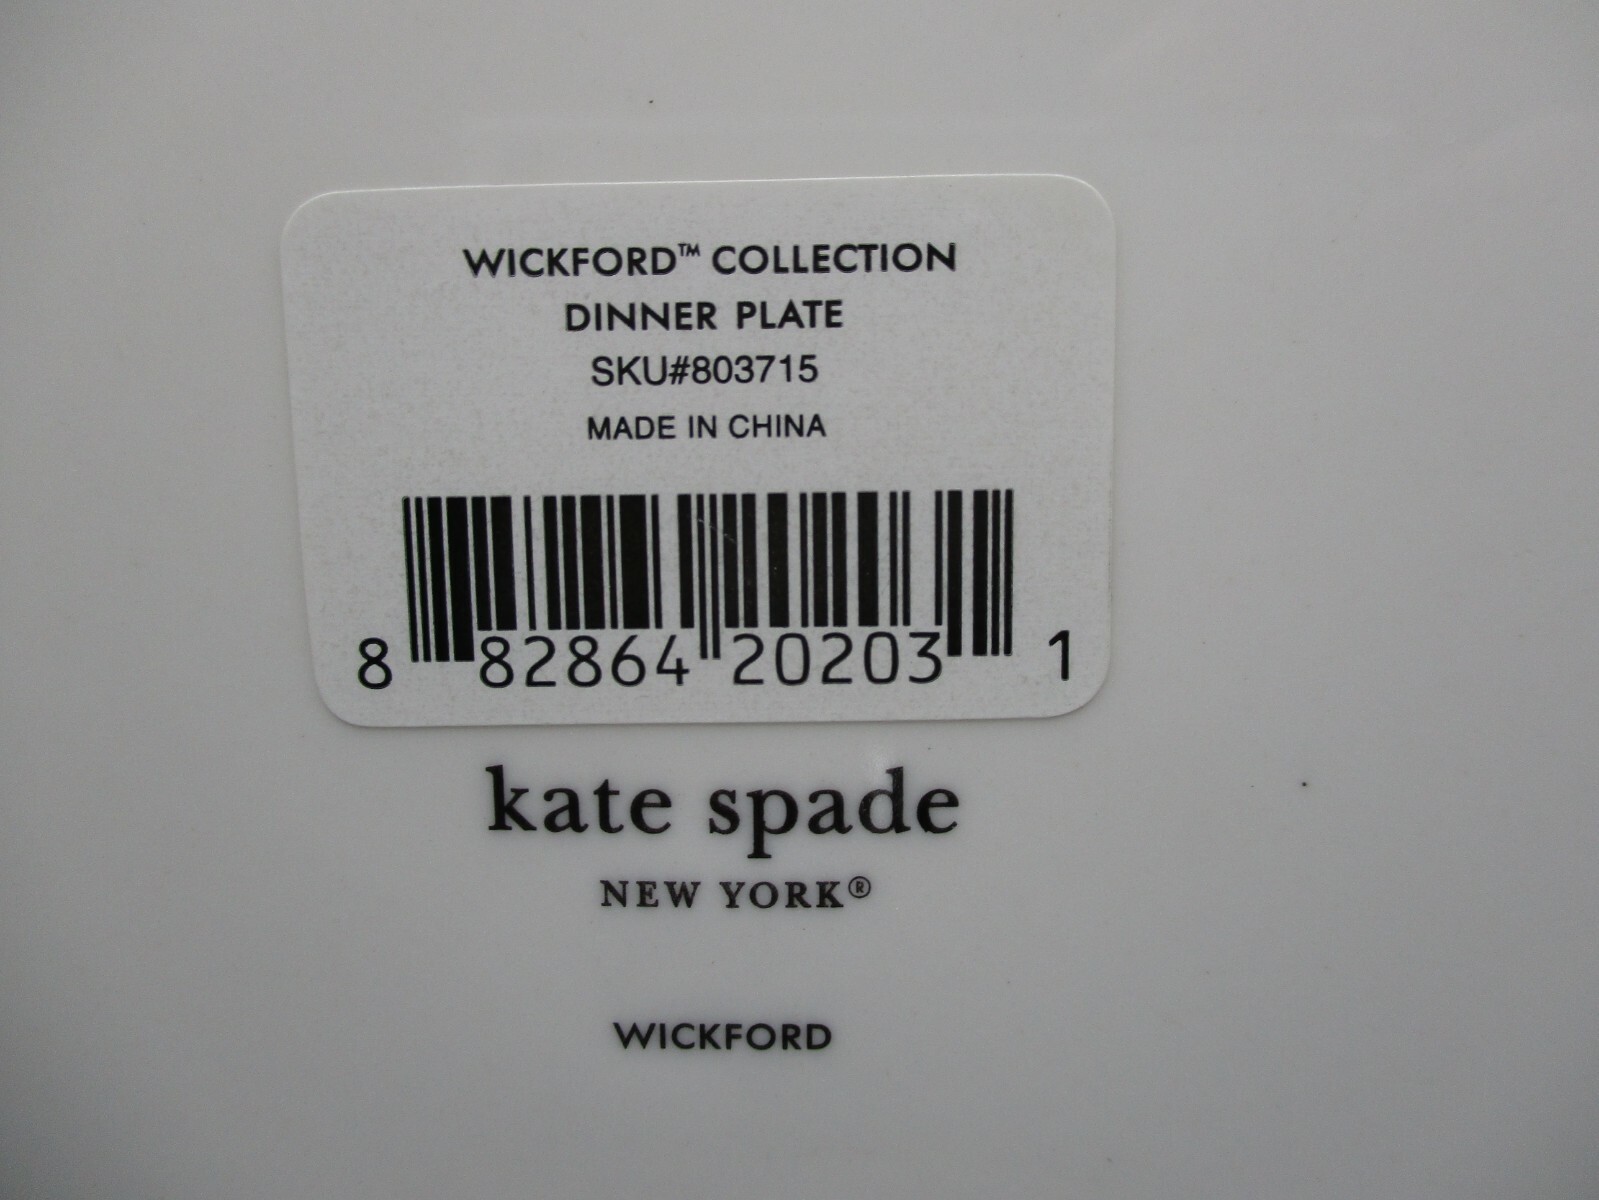 WICKFORD™ COLLECTION
DINNER PLATE
SKU#803715
MADE IN CHINA
8 82864 20203 1
kate spade
NEW YORK®
WICKFORD